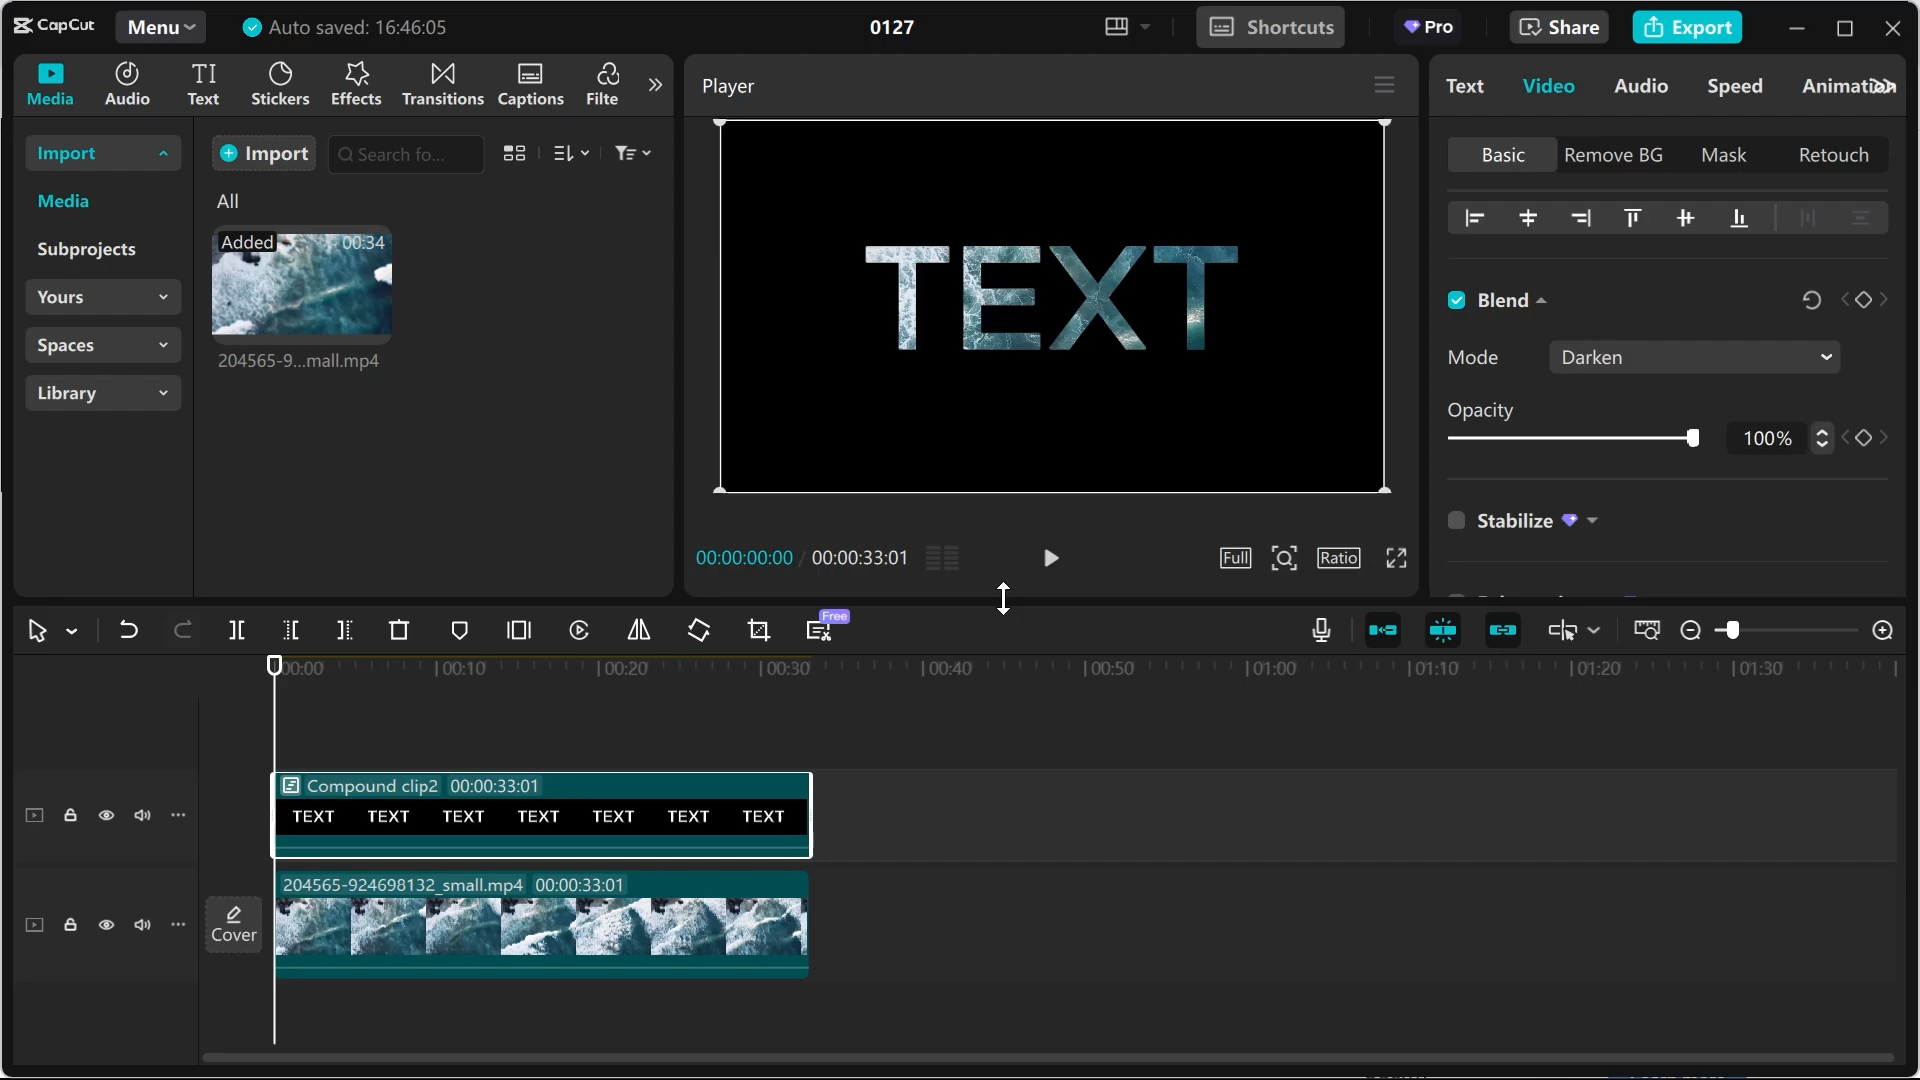 CapCut
Menu
Auto saved: 16:46:05
0127
Shortcuts
Pro
Share
Export
Media
Audio
Text
Stickers
Effects
Transitions
Captions
Filte
Player
Text
Video
Audio
Speed
Animation
Import
Import
Search fo...
Basic
Remove BG
Mask
Retouch
Media
All
Subprojects
Added
00:34
TEXT
Yours
Blend
Spaces
204565-9...mall.mp4
Mode
Darken
Library
Opacity
100%
Stabilize
00:00:00:00 / 00:00:33:01
Full
Ratio
Free
00:00
00:10
00:20
00:30
00:40
00:50
01:00
01:10
01:20
01:30
Compound clip2 00:00:33:01
TEXT TEXT TEXT TEXT TEXT TEXT TEXT
204565-924698132_small.mp4 00:00:33:01
Cover